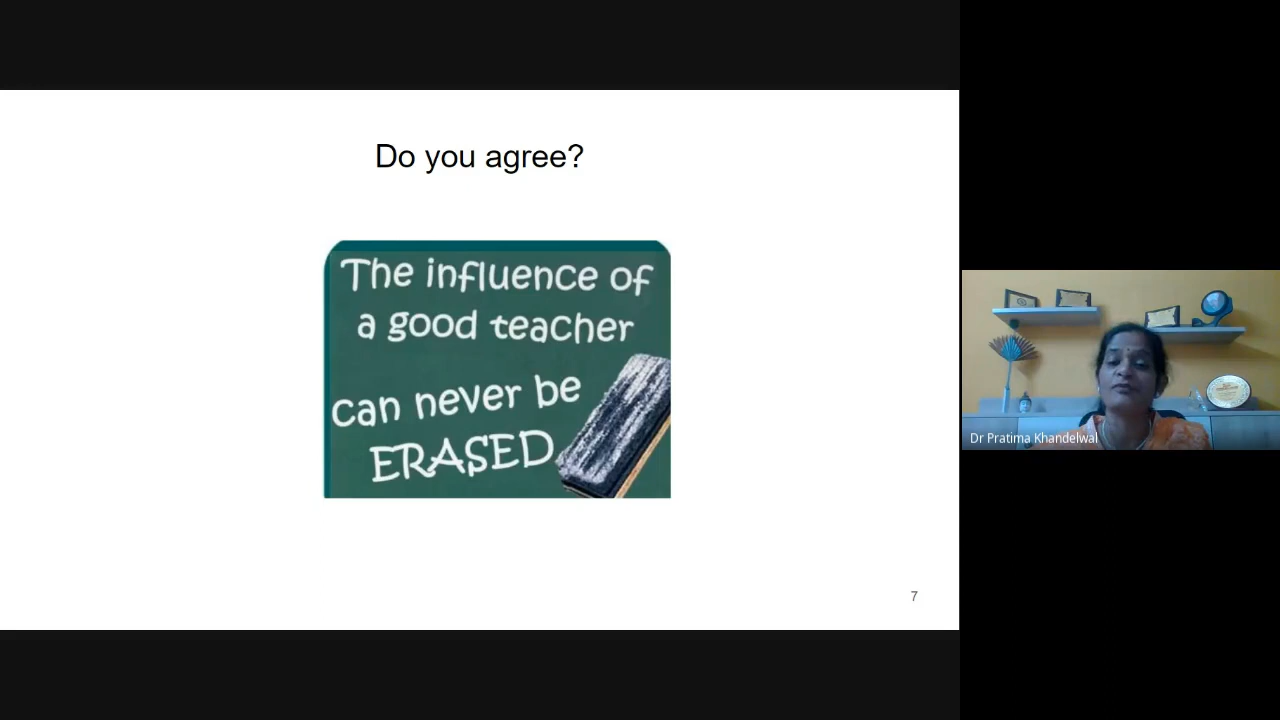 Do you agree?
The influence of
a good teacher
can never be
ERASED
7
Dr Pratima Khandelwal